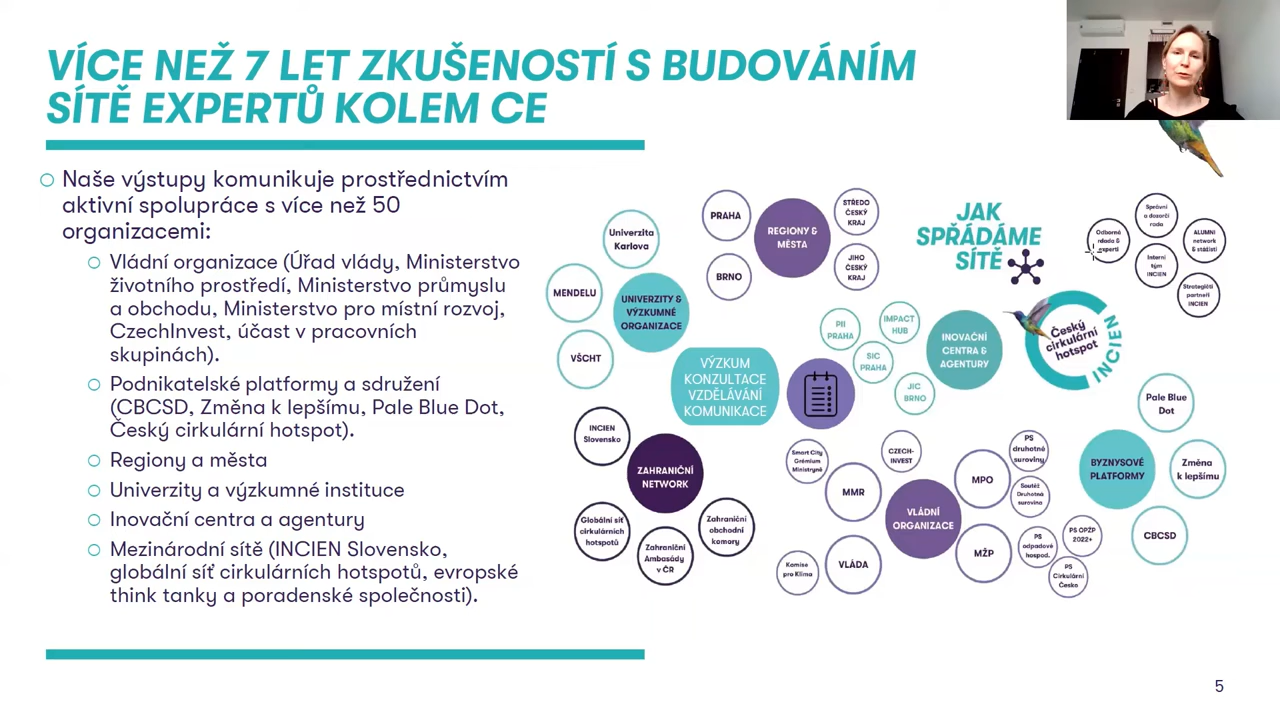 VÍCE NEŽ 7 LET ZKUŠENOSTÍ S BUDOVÁNÍM
SÍTĚ EXPERTŮ KOLEM CE
Naše výstupy komunikuje prostřednictvím
aktivní spolupráce s více než 50
organizacemi:
Vládní organizace (Úřad vlády, Ministerstvo
životního prostředí, Ministerstvo průmyslu
a obchodu, Ministerstvo pro místní rozvoj,
CzechInvest, účast v pracovních
skupinách).
Podnikatelské platformy a sdružení
(CBCSD, Změna k lepšímu, Pale Blue Dot,
Český cirkulární hotspot).
Regiony a města
Univerzity a výzkumné instituce
Inovační centra a agentury
Mezinárodní sítě (INCIEN Slovensko,
globální síť cirkulárních hotspotů, evropské
think tanky a poradenské společnosti).
Univerzita
Karlova
MENDELU
VŠCHT
UNIVERZITY &
VÝZKUMNÉ
ORGANIZACE
PRAHA
BRNO
REGIONY &
MĚSTA
STŘEDO
ČESKÝ
KRAJ
JIHO
ČESKÝ
KRAJ
JAK
SPŘÁDÁME
SÍTĚ
Odborná
rada &
experti
Správní
a dozorčí
rada
ALUMNI
network
& stážisti
Interní
tým
INCIEN
Strategičtí
partneři
INCIEN
Český
cirkulární
hotspot
INCIEN
PII
PRAHA
IMPACT
HUB
SIC
PRAHA
JIC
BRNO
INOVAČNÍ
CENTRA &
AGENTURY
VÝZKUM
KONZULTACE
VZDĚLÁVÁNÍ
KOMUNIKACE
INCIEN
Slovensko
ZAHRANIČNÍ
NETWORK
Globální síť
cirkulárních
hotspotů
Zahraniční
Ambasády
v ČR
Zahraniční
obchodní
komory
Smart City
Grémium
Ministryně
MMR
CZECH-
INVEST
VLÁDNÍ
ORGANIZACE
MPO
PS
druhotné
suroviny
Soutěž
Druhotná
surovina
Komise
pro Klima
VLÁDA
MŽP
PS
odpadové
hospod.
PS OPŽP
2022+
PS
Cirkulární
Česko
BYZNYSOVÉ
PLATFORMY
Pale Blue
Dot
Změna
k lepšímu
CBCSD
5